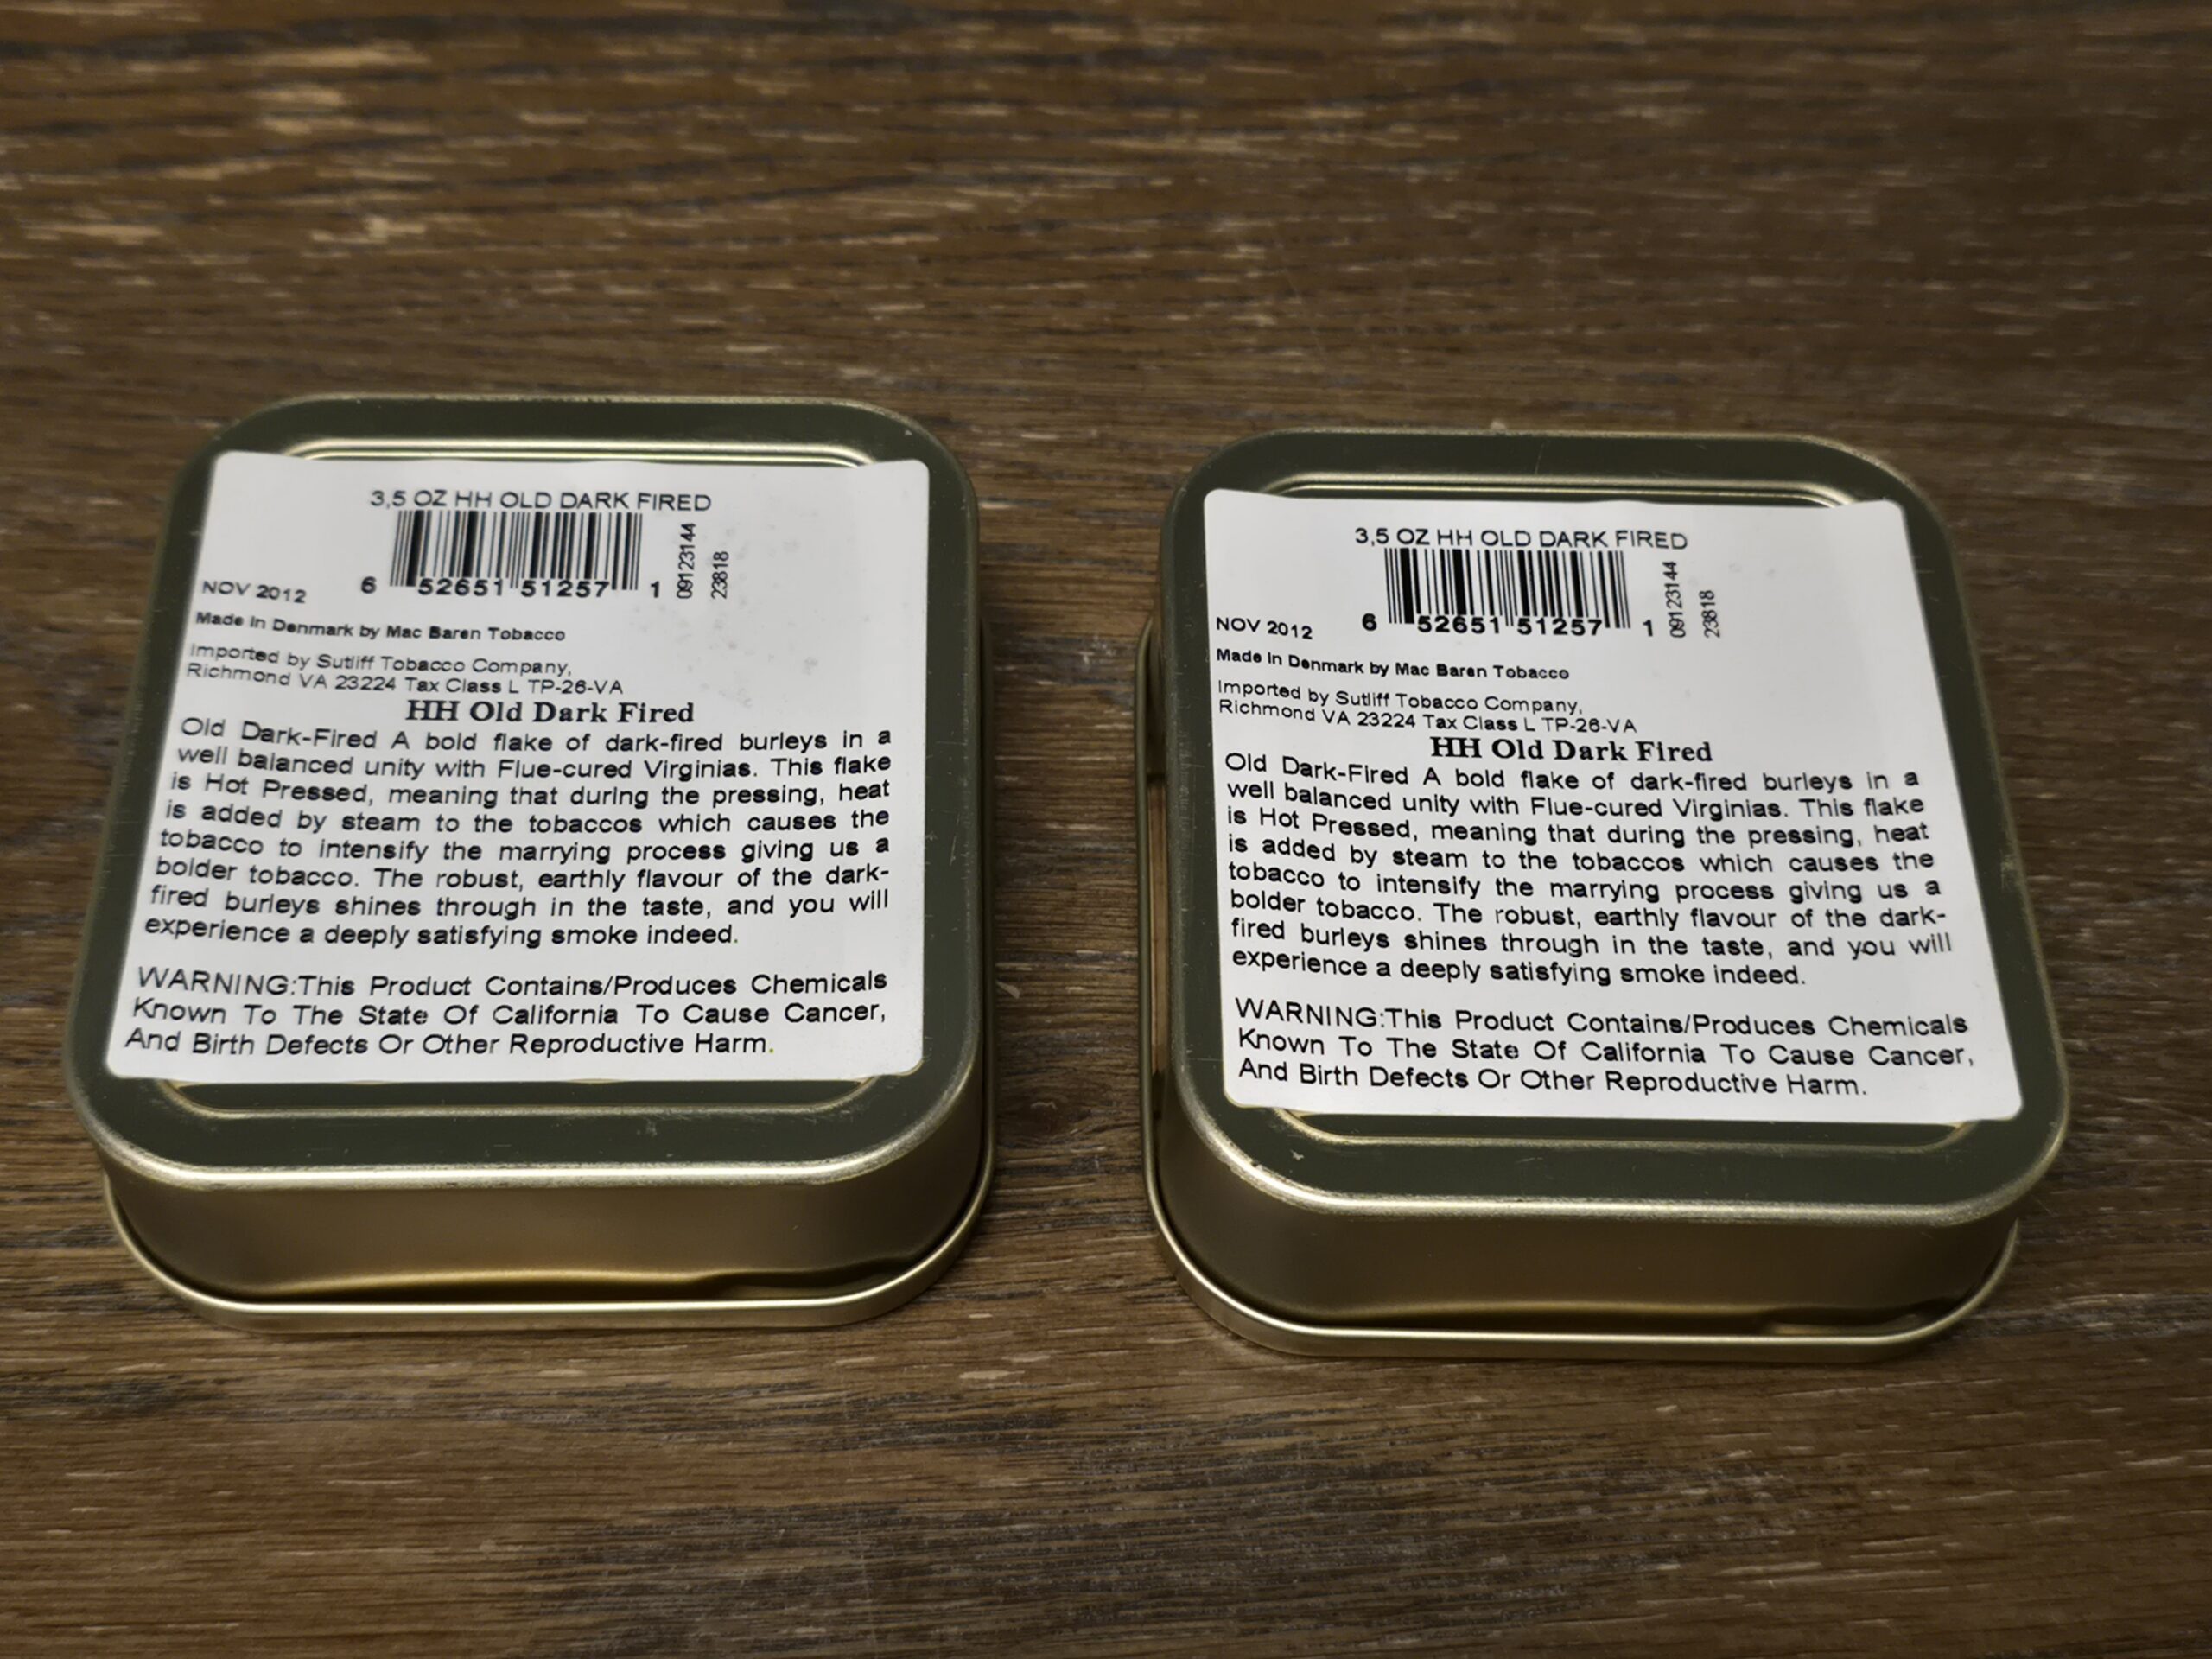 3,5 OZ HH OLD DARK FIRED
6 52651 51257 1
09123144
23818
NOV 2012
Made In Denmark by Mac Baren Tobacco
Imported by Sutliff Tobacco Company,
Richmond VA 23224 Tax Class L TP-26-VA
HH Old Dark Fired
Old Dark-Fired A bold flake of dark-fired burleys in a
well balanced unity with Flue-cured Virginias. This flake
is Hot Pressed, meaning that during the pressing, heat
is added by steam to the tobaccos which causes the
tobacco to intensify the marrying process giving us a
bolder tobacco. The robust, earthly flavour of the dark-
fired burleys shines through in the taste, and you will
experience a deeply satisfying smoke indeed.
WARNING:This Product Contains/Produces Chemicals
Known To The State Of California To Cause Cancer,
And Birth Defects Or Other Reproductive Harm.
3,5 OZ HH OLD DARK FIRED
6 52651 51257 1
09123144
23818
NOV 2012
Made In Denmark by Mac Baren Tobacco
Imported by Sutliff Tobacco Company,
Richmond VA 23224 Tax Class L TP-26-VA
HH Old Dark Fired
Old Dark-Fired A bold flake of dark-fired burleys in a
well balanced unity with Flue-cured Virginias. This flake
is Hot Pressed, meaning that during the pressing, heat
is added by steam to the tobaccos which causes the
tobacco to intensify the marrying process giving us a
bolder tobacco. The robust, earthly flavour of the dark-
fired burleys shines through in the taste, and you will
experience a deeply satisfying smoke indeed.
WARNING:This Product Contains/Produces Chemicals
Known To The State Of California To Cause Cancer,
And Birth Defects Or Other Reproductive Harm.